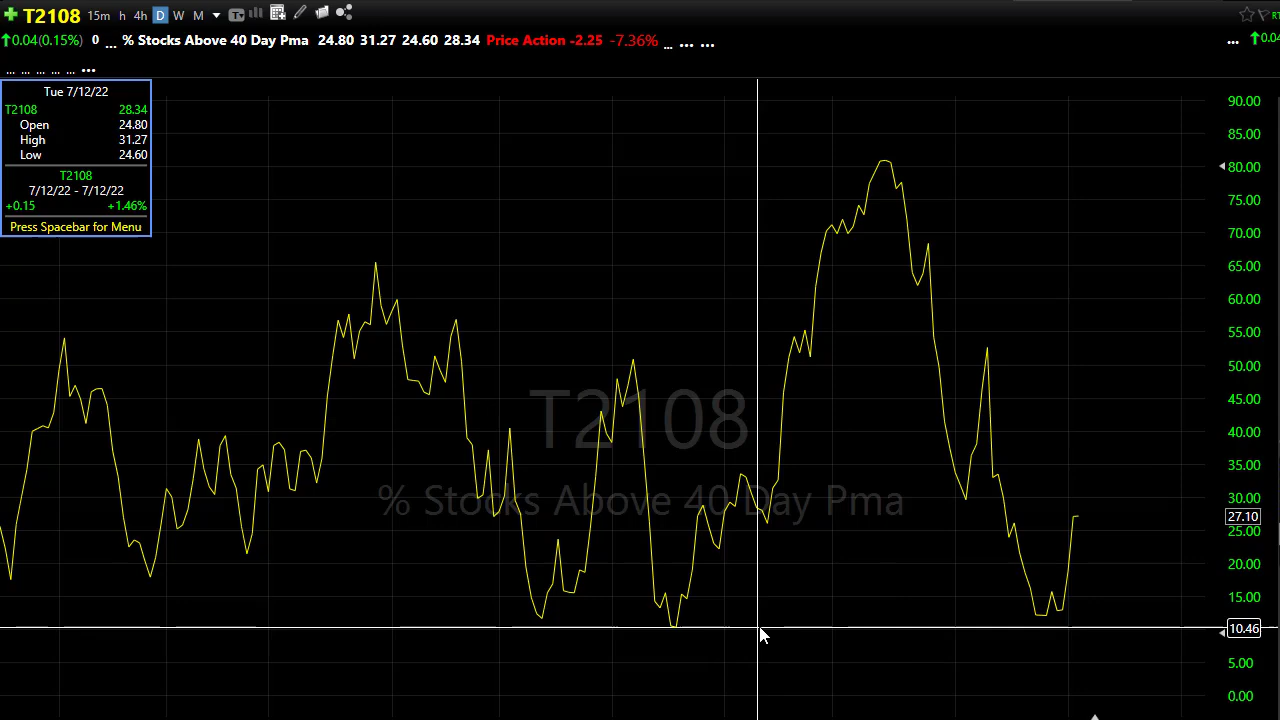 T2108 15m h 4h D W M T
0.04(0.15%) 0 ... % Stocks Above 40 Day Pma 24.80 31.27 24.60 28.34 Price Action -2.25 -7.36% ... ... ... ... 0.04
... ... ... ... ... ...
Tue 7/12/22
T2108 28.34
Open 24.80
High 31.27
Low 24.60
T2108
7/12/22 - 7/12/22
+0.15 +1.46%
Press Spacebar for Menu
T2108
% Stocks Above 40 Day Pma
90.00
85.00
80.00
75.00
70.00
65.00
60.00
55.00
50.00
45.00
40.00
35.00
30.00
27.10
25.00
20.00
15.00
10.46
5.00
0.00